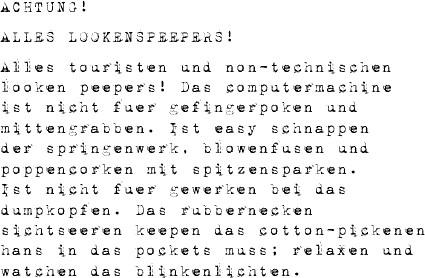 ACHTUNG!
ALLES LOOKENSPEEPERS!
Alles touristen und non-technischen
looken peepers! Das computermachine
ist nicht fuer gefingerpoken und
mittengrabben. Ist easy schnappen
der springenwerk, blowenfusen und
poppencorken mit spitzensparken.
Ist nicht fuer gewerken bei das
dumpkopfen. Das rubbernecken
sichtseeren keepen das cotton-pickenen
hans in das pockets muss; relaxen und
watchen das blinkenlichten.